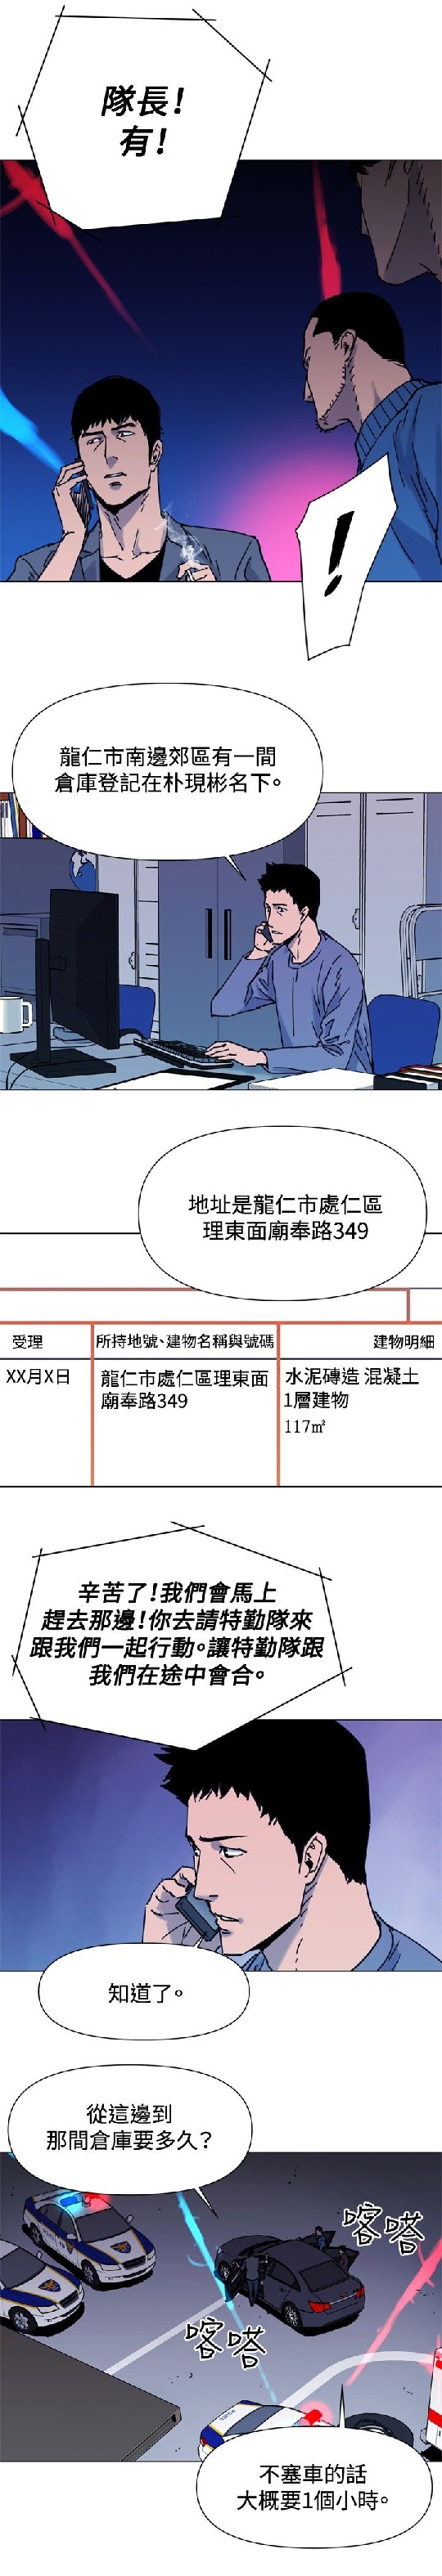 隊長!
有!
!
龍仁市南邊郊區有一間
倉庫登記在朴現彬名下。
地址是龍仁市處仁區
理東面廟奉路349
受理
所持地號、建物名稱與號碼
建物明細
XX月X日
龍仁市處仁區理東面
廟奉路349
水泥磚造 混凝土
1層建物
117㎡
辛苦了!我們會馬上
趕去那邊!你去請特勤隊來
跟我們一起行動。讓特勤隊跟
我們在途中會合。
知道了。
從這邊到
那間倉庫要多久?
喀嗒
喀嗒
不塞車的話
大概要1個小時。